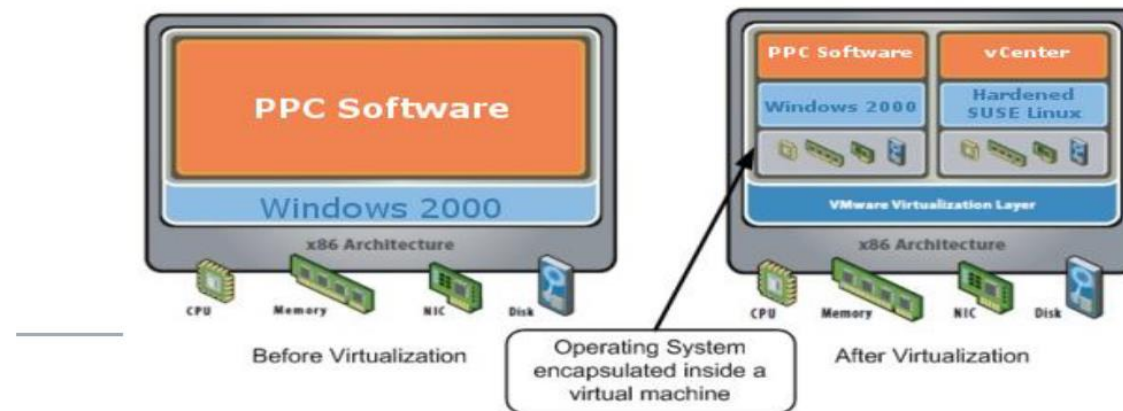 PPC Software
Windows 2000
x86 Architecture
CPU
Memory
NIC
Disk
Before Virtualization
PPC Software
vCenter
Windows 2000
Hardened
SUSE Linux
VMware Virtualization Layer
x86 Architecture
CPU
Memory
NIC
Disk
After Virtualization
Operating System
encapsulated inside a
virtual machine